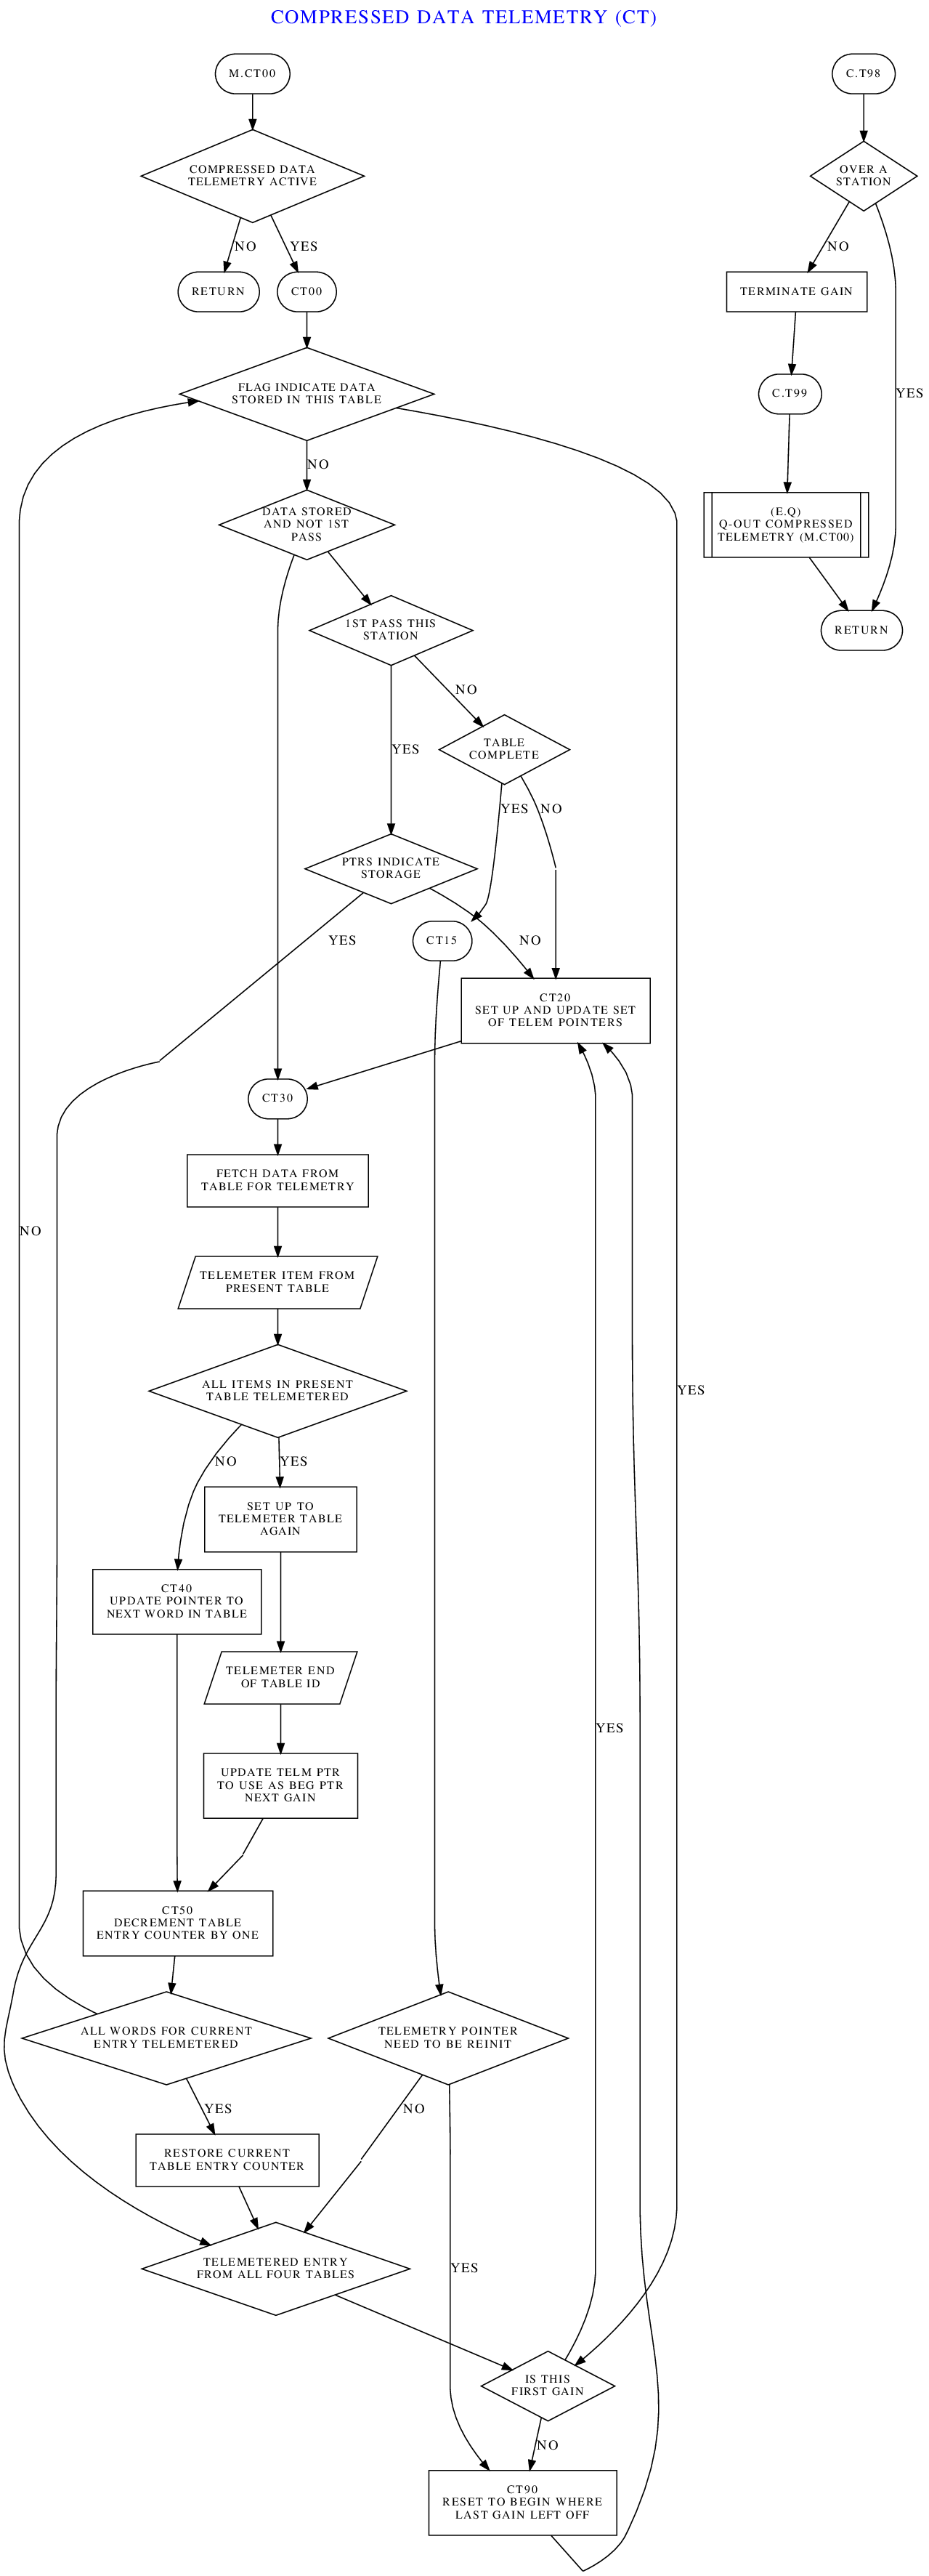 COMPRESSED DATA TELEMETRY (CT)
M.CT00
COMPRESSED DATA
TELEMETRY ACTIVE
NO
YES
RETURN
CT00
FLAG INDICATE DATA
STORED IN THIS TABLE
NO
DATA STORED
AND NOT 1ST
PASS
1ST PASS THIS
STATION
NO
YES
TABLE
COMPLETE
YES
NO
PTRS INDICATE
STORAGE
YES
NO
CT15
CT20
SET UP AND UPDATE SET
OF TELEM POINTERS
CT30
FETCH DATA FROM
TABLE FOR TELEMETRY
NO
TELEMETER ITEM FROM
PRESENT TABLE
ALL ITEMS IN PRESENT
TABLE TELEMETERED
YES
NO
YES
SET UP TO
TELEMETER TABLE
AGAIN
CT40
UPDATE POINTER TO
NEXT WORD IN TABLE
TELEMETER END
OF TABLE ID
YES
UPDATE TELM PTR
TO USE AS BEG PTR
NEXT GAIN
CT50
DECREMENT TABLE
ENTRY COUNTER BY ONE
ALL WORDS FOR CURRENT
ENTRY TELEMETERED
TELEMETRY POINTER
NEED TO BE REINIT
YES
NO
RESTORE CURRENT
TABLE ENTRY COUNTER
TELEMETERED ENTRY
FROM ALL FOUR TABLES
YES
IS THIS
FIRST GAIN
NO
CT90
RESET TO BEGIN WHERE
LAST GAIN LEFT OFF
C.T98
OVER A
STATION
NO
TERMINATE GAIN
YES
C.T99
(E.Q)
Q-OUT COMPRESSED
TELEMETRY (M.CT00)
RETURN